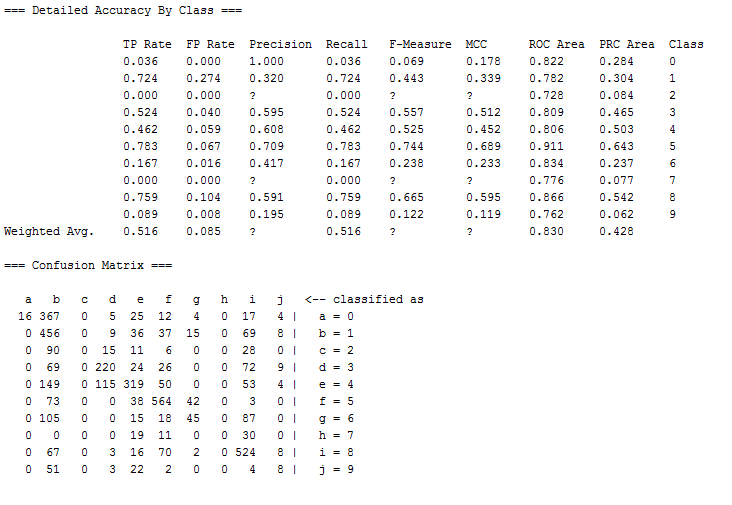 === Detailed Accuracy By Class ===
TP Rate FP Rate Precision Recall F-Measure MCC ROC Area PRC Area Class
0.036 0.000 1.000 0.036 0.069 0.178 0.822 0.284 0
0.724 0.274 0.320 0.724 0.443 0.339 0.782 0.304 1
0.000 0.000 ? 0.000 ? ? 0.728 0.084 2
0.524 0.040 0.595 0.524 0.557 0.512 0.809 0.465 3
0.462 0.059 0.608 0.462 0.525 0.452 0.806 0.503 4
0.783 0.067 0.709 0.783 0.744 0.689 0.911 0.643 5
0.167 0.016 0.417 0.167 0.238 0.233 0.834 0.237 6
0.000 0.000 ? 0.000 ? ? 0.776 0.077 7
0.759 0.104 0.591 0.759 0.665 0.595 0.866 0.542 8
0.089 0.008 0.195 0.089 0.122 0.119 0.762 0.062 9
Weighted Avg. 0.516 0.085 ? 0.516 ? ? 0.830 0.428
=== Confusion Matrix ===
a b c d e f g h i j <-- classified as
16 367 0 5 25 12 4 0 17 4 | a = 0
0 456 0 9 36 37 15 0 69 8 | b = 1
0 90 0 15 11 6 0 0 28 0 | c = 2
0 69 0 220 24 26 0 0 72 9 | d = 3
0 149 0 115 319 50 0 0 53 4 | e = 4
0 73 0 0 38 564 42 0 3 0 | f = 5
0 105 0 0 15 18 45 0 87 0 | g = 6
0 0 0 0 19 11 0 0 30 0 | h = 7
0 67 0 3 16 70 2 0 524 8 | i = 8
0 51 0 3 22 2 0 0 4 8 | j = 9